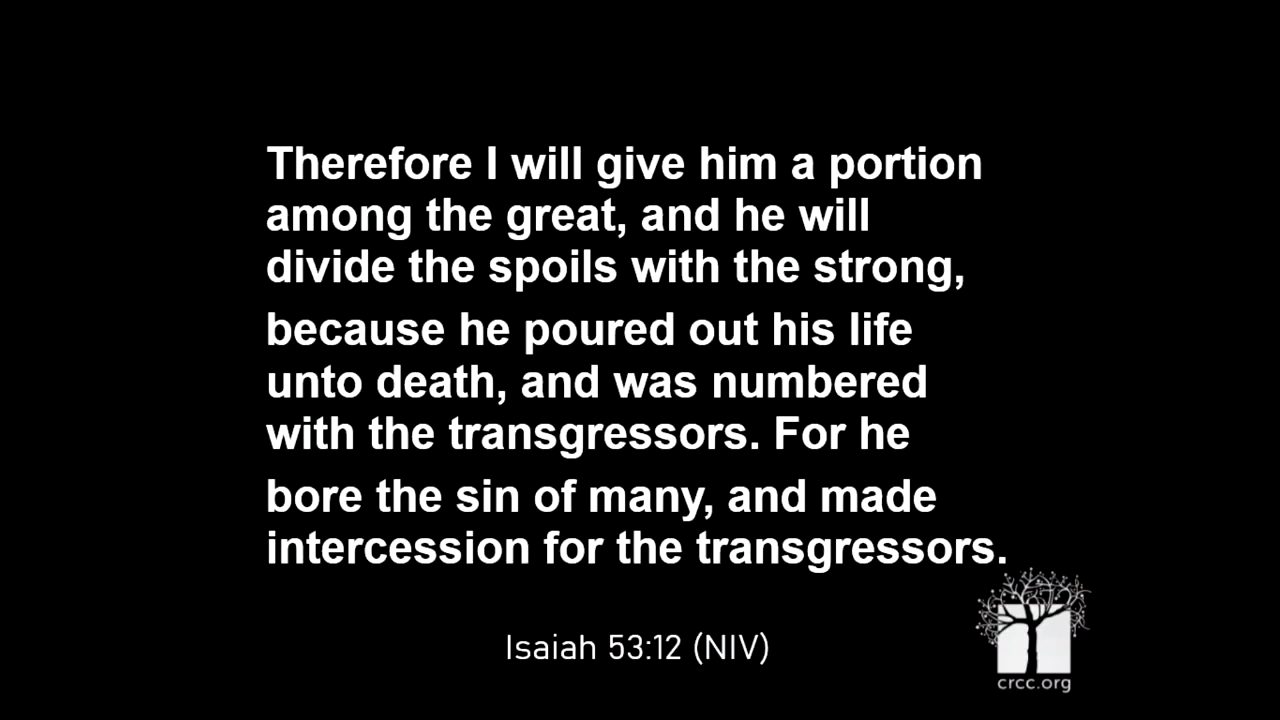 Therefore I will give him a portion
among the great, and he will
divide the spoils with the strong,
because he poured out his life
unto death, and was numbered
with the transgressors. For he
bore the sin of many, and made
intercession for the transgressors.
Isaiah 53:12 (NIV)
crcc.org